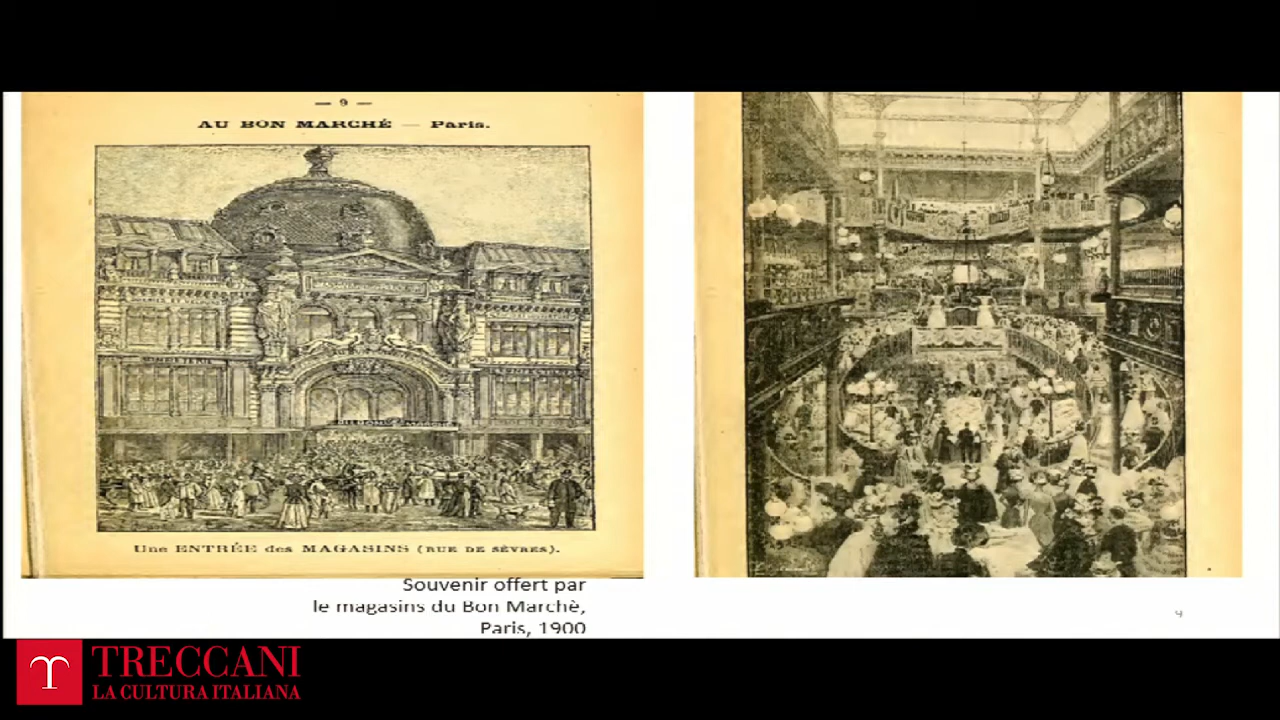 — 9 —
AU BON MARCHÉ — Paris.
Une ENTRÉE des MAGASINS (RUE DE SÈVRES).
Souvenir offert par
le magasins du Bon Marchè,
Paris, 1900
9
TRECCANI
LA CULTURA ITALIANA